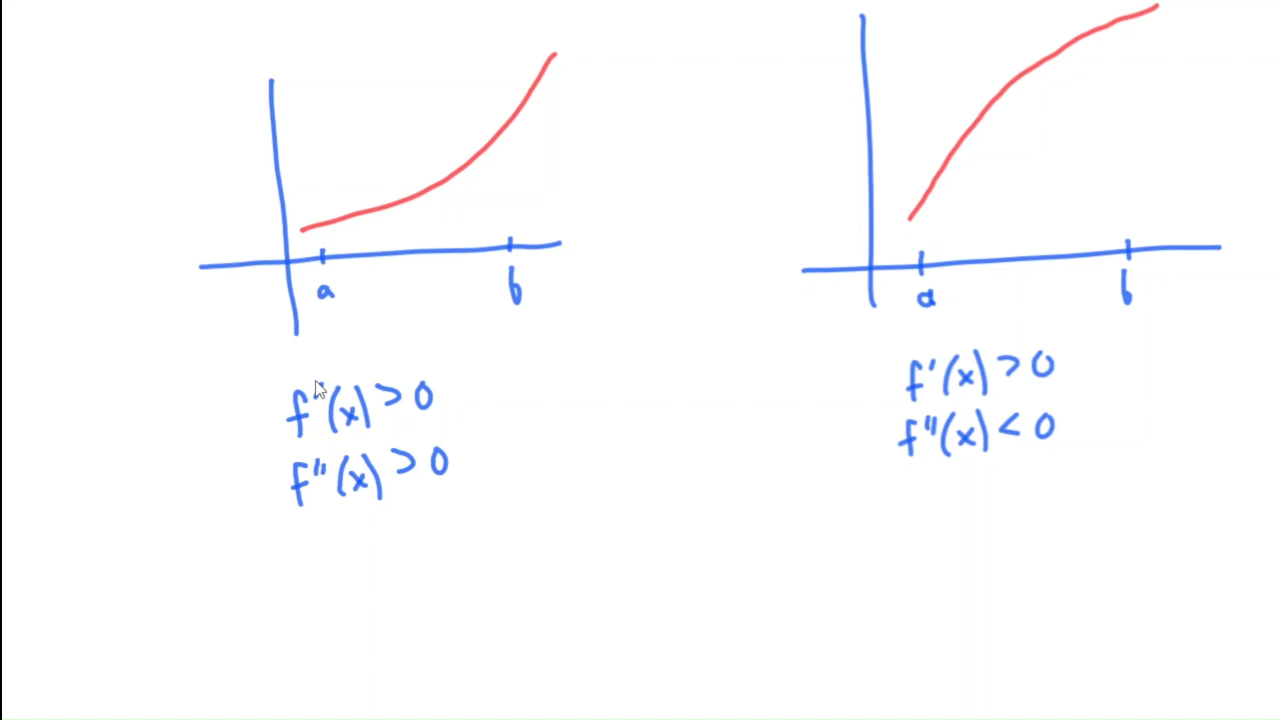 a b
f'(x) > 0
f''(x) > 0
a b
f'(x) > 0
f''(x) < 0